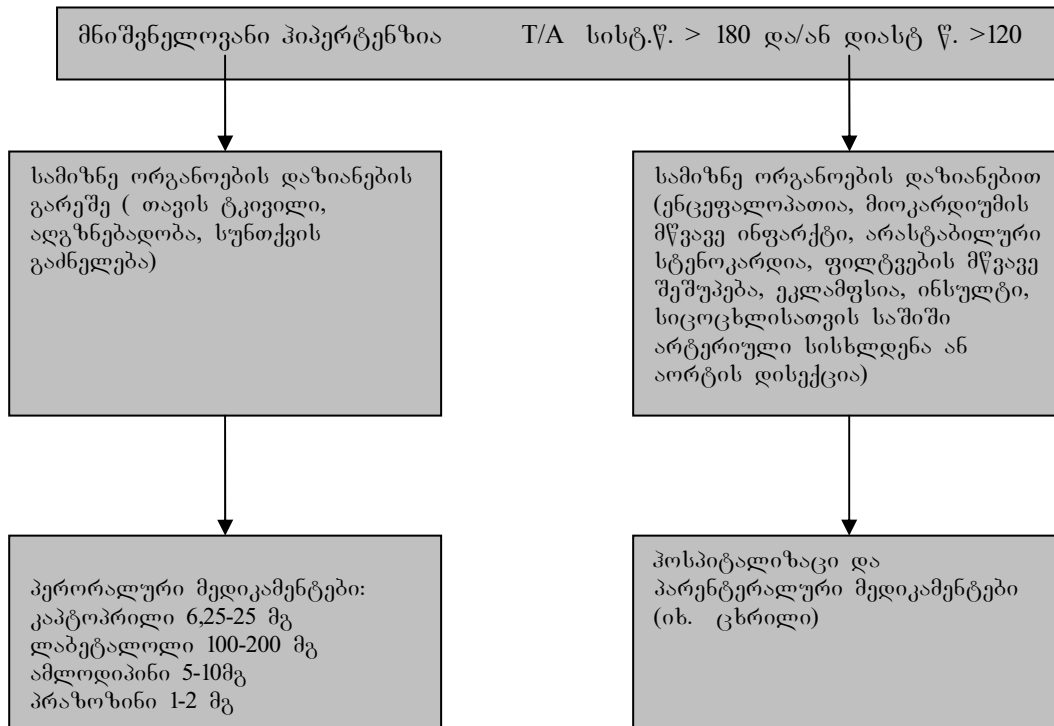 მნიშვნელოვანი ჰიპერტენზია T/A სისტ.წ. > 180 და/ან დიასტ წ. >120
სამიზნე ორგანოების დაზიანების
გარეშე ( თავის ტკივილი,
აღგზნებადობა, სუნთქვის
გაძნელება)
სამიზნე ორგანოების დაზიანებით
(ენცეფალოპათია, მიოკარდიუმის
მწვავე ინფარქტი, არასტაბილური
სტენოკარდია, ფილტვების მწვავე
შეშუპება, ეკლამფსია, ინსულტი,
სიცოცხლისათვის საშიში
არტერიული სისხლდენა ან
აორტის დისექცია)
პერორალური მედიკამენტები:
კაპტოპრილი 6,25-25 მგ
ლაბეტალოლი 100-200 მგ
ამლოდიპინი 5-10მგ
პრაზოზინი 1-2 მგ
ჰოსპიტალიზაცი და
პარენტერალური მედიკამენტები
(იხ. ცხრილი)